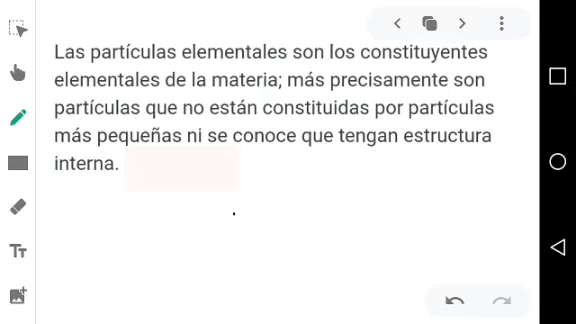 Las partículas elementales son los constituyentes
elementales de la materia; más precisamente son
partículas que no están constituidas por partículas
más pequeñas ni se conoce que tengan estructura
interna.